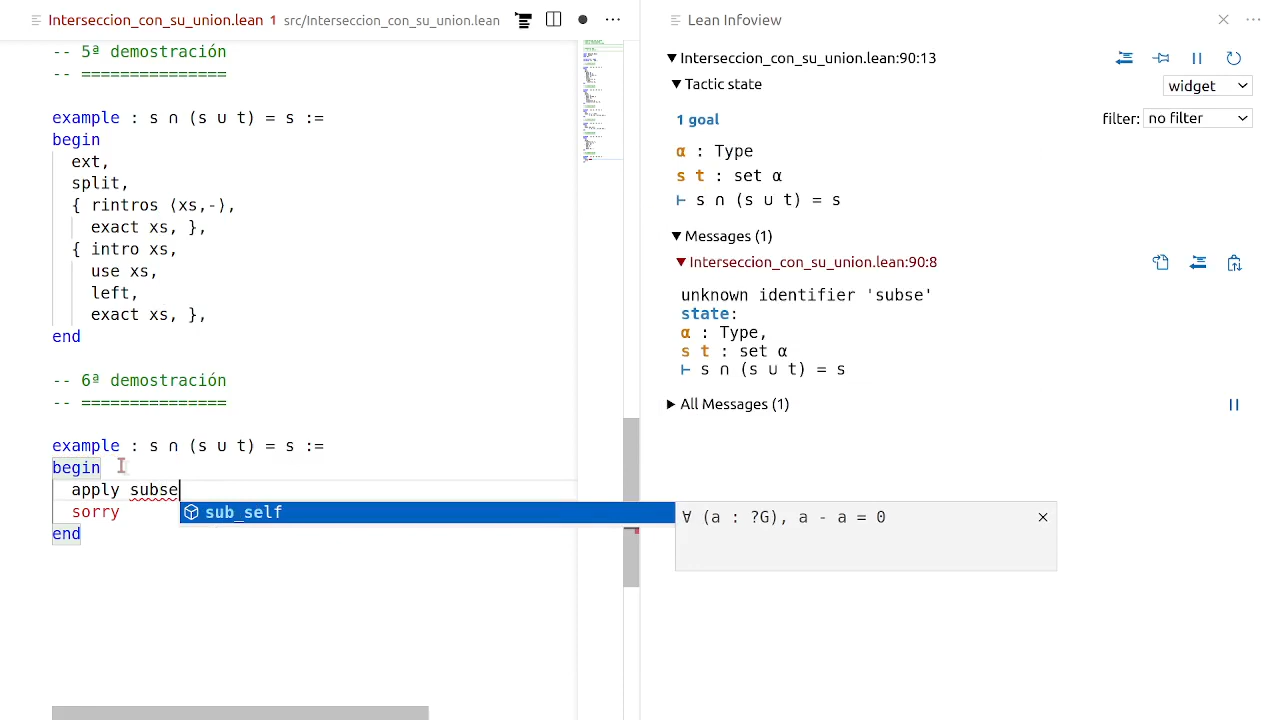 Interseccion_con_su_union.lean 1 src/Interseccion_con_su_union.lean
-- 5ª demostración
-- ===============
example : s ∩ (s ∪ t) = s :=
begin
ext,
split,
{ rintros ⟨xs,-⟩,
exact xs, },
{ intro xs,
use xs,
left,
exact xs, },
end
-- 6ª demostración
-- ===============
example : s ∩ (s ∪ t) = s :=
begin
apply subse
sorry
end
sub_self
∀ (a : ?G), a - a = 0
Lean Infoview
Interseccion_con_su_union.lean:90:13
Tactic state
widget
1 goal
filter: no filter
α : Type
s t : set α
⊢ s ∩ (s ∪ t) = s
Messages (1)
Interseccion_con_su_union.lean:90:8
unknown identifier 'subse'
state:
α : Type,
s t : set α
⊢ s ∩ (s ∪ t) = s
All Messages (1)